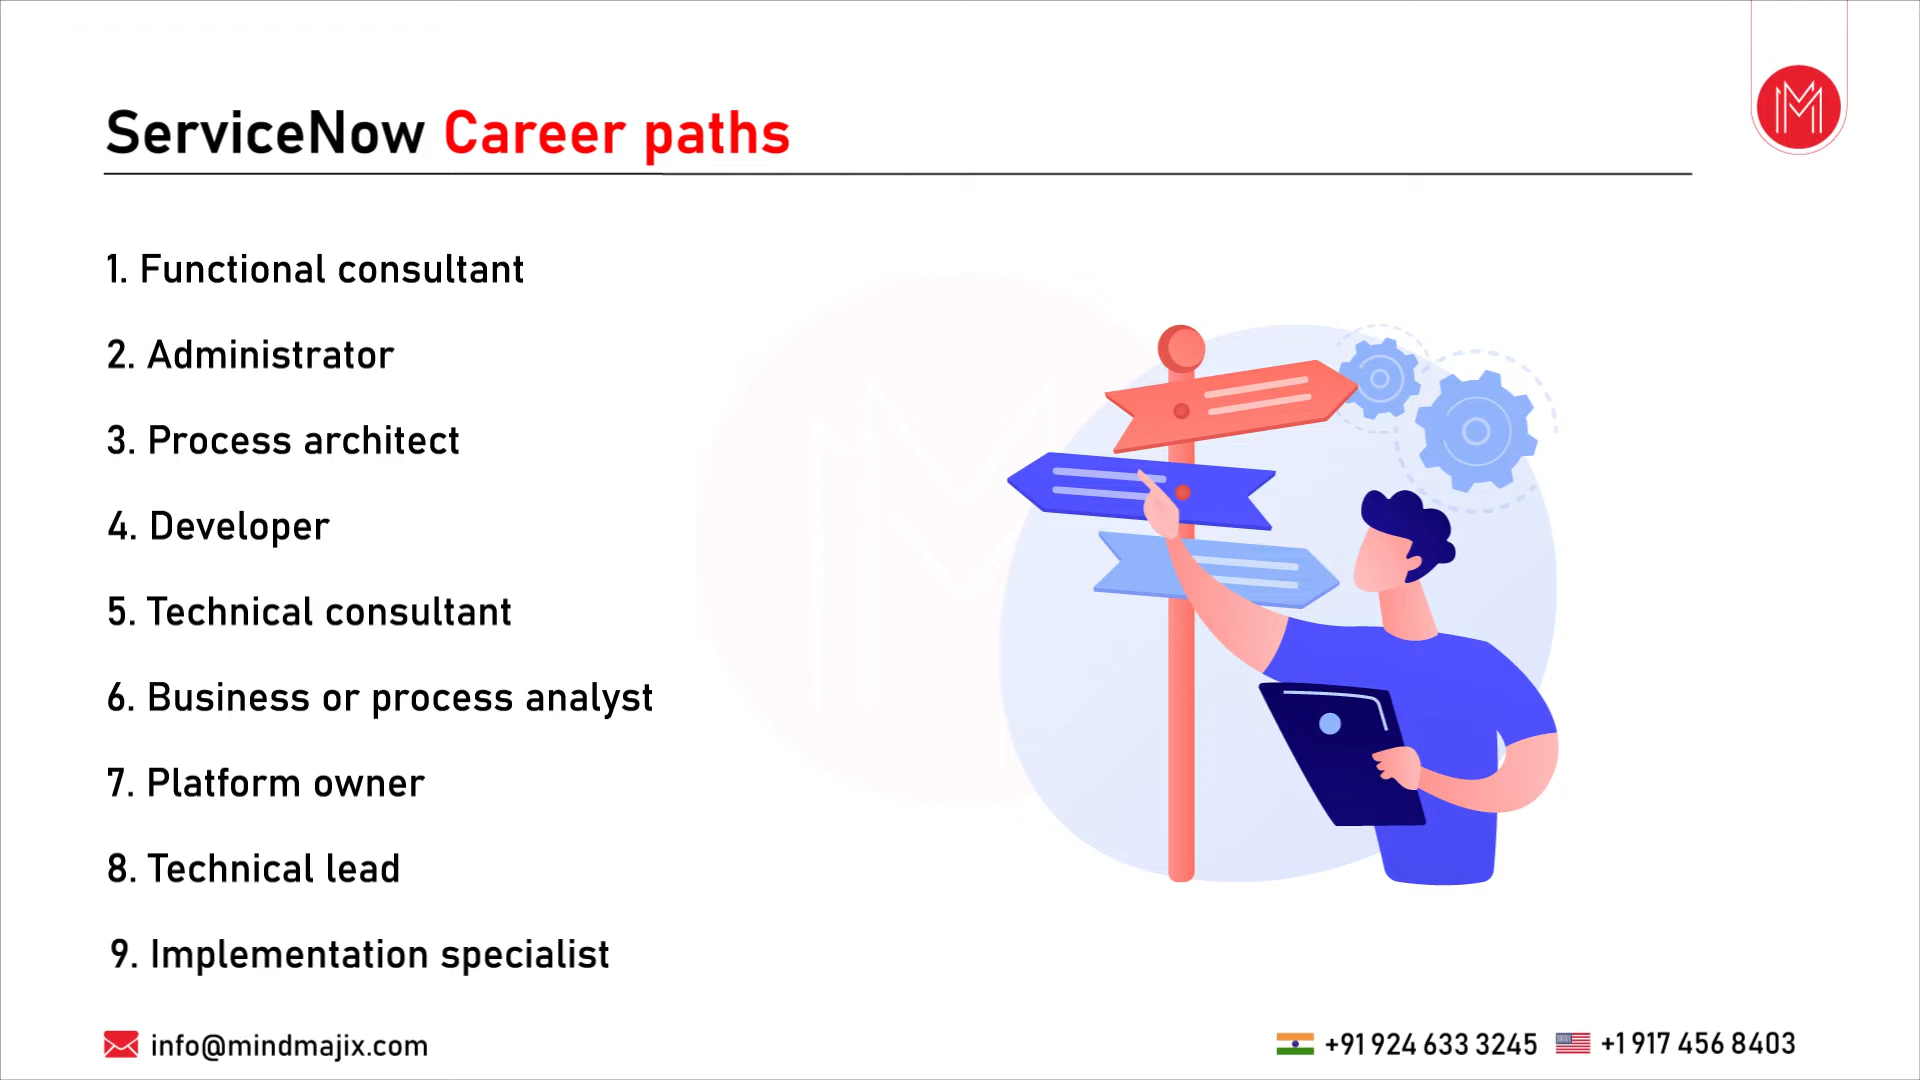 ServiceNow Career paths
1. Functional consultant
2. Administrator
3. Process architect
4. Developer
5. Technical consultant
6. Business or process analyst
7. Platform owner
8. Technical lead
9. Implementation specialist
info@mindmajix.com
+91 924 633 3245
+1 917 456 8403